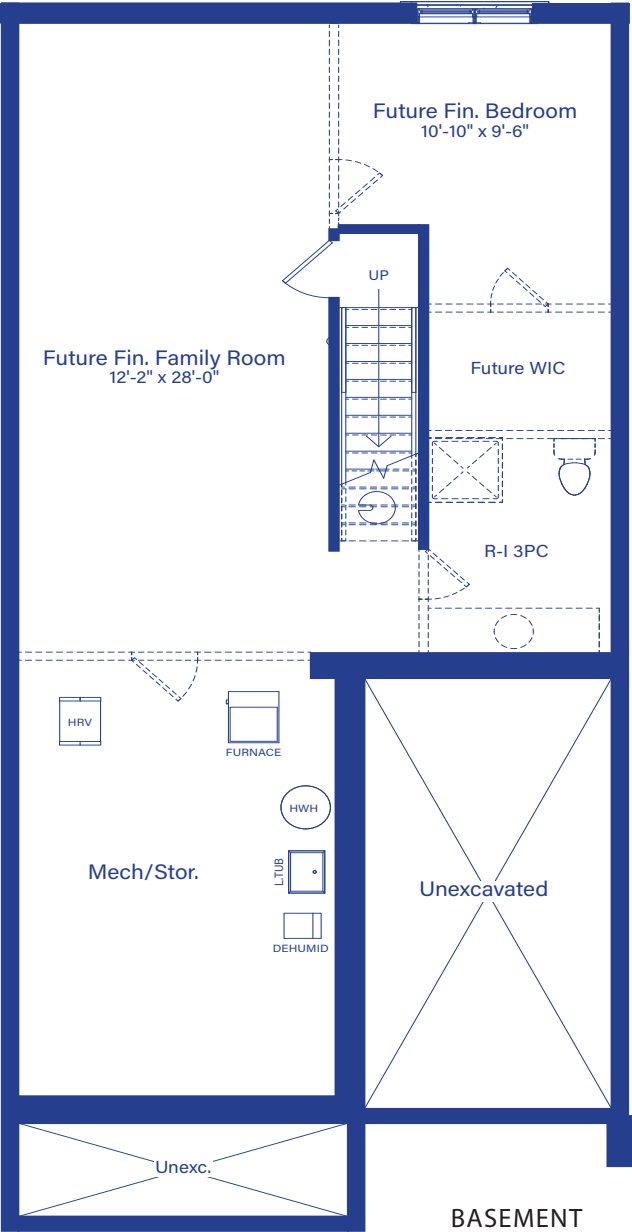 Future Fin. Bedroom
10'-10" x 9'-6"
UP
Future Fin. Family Room
12'-2" x 28'-0"
Future WIC
R-I 3PC
HRV
FURNACE
HWH
L.TUB
Mech/Stor.
Unexcavated
DEHUMID
Unexc.
BASEMENT